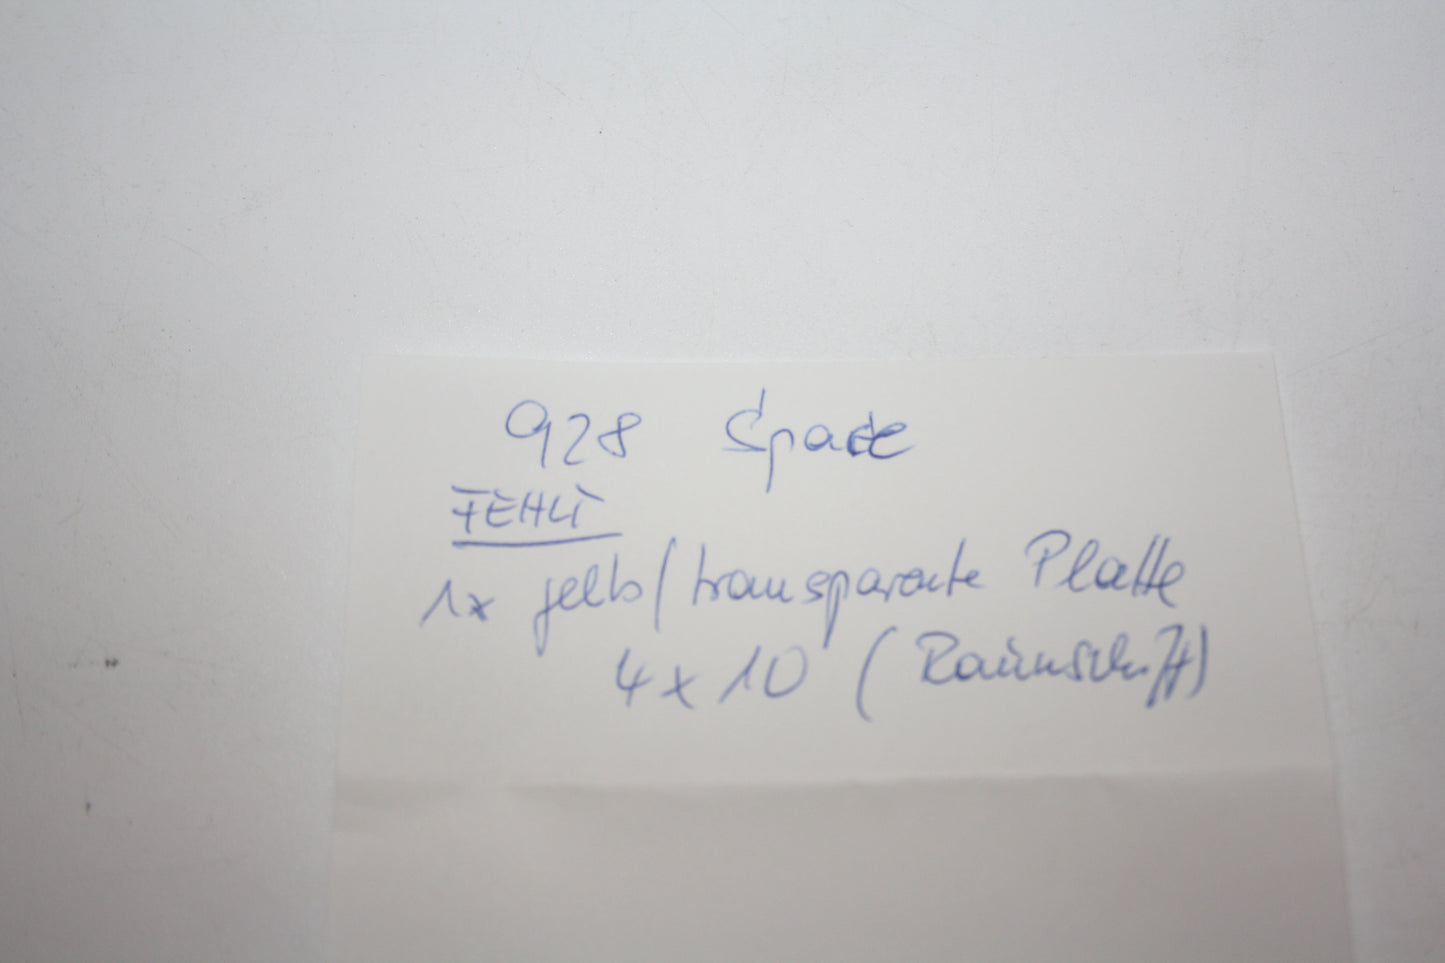 928 Space
FEHLT
1x gelb/transparente Platte
4x10 (Raumschiff)